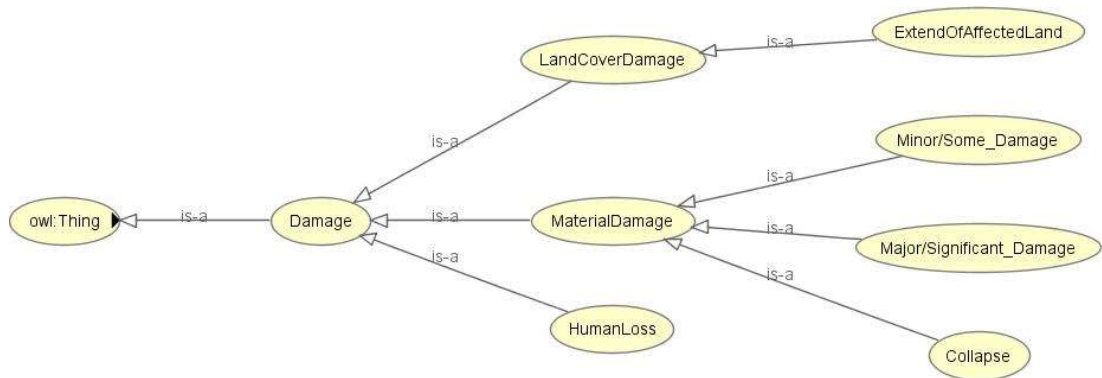 ExtendOfAffectedLand
is-a
LandCoverDamage
is-a
Minor/Some_Damage
is-a
owl:Thing
is-a
Damage
is-a
MaterialDamage
is-a
Major/Significant_Damage
is-a
is-a
HumanLoss
Collapse